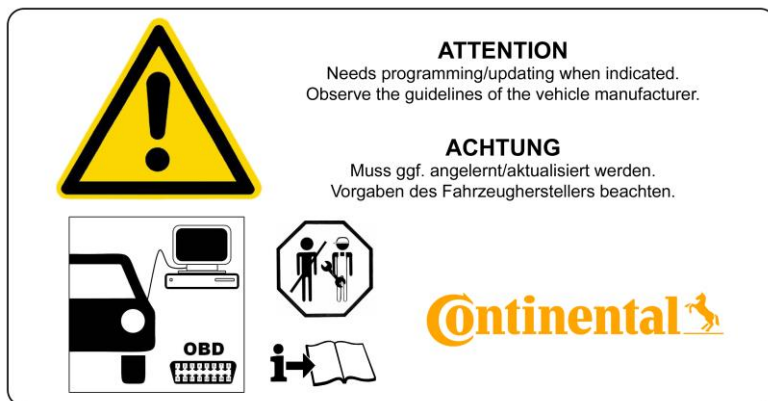 ATTENTION
Needs programming/updating when indicated.
Observe the guidelines of the vehicle manufacturer.
ACHTUNG
Muss ggf. angelernt/aktualisiert werden.
Vorgaben des Fahrzeugherstellers beachten.
OBD
i
Continental